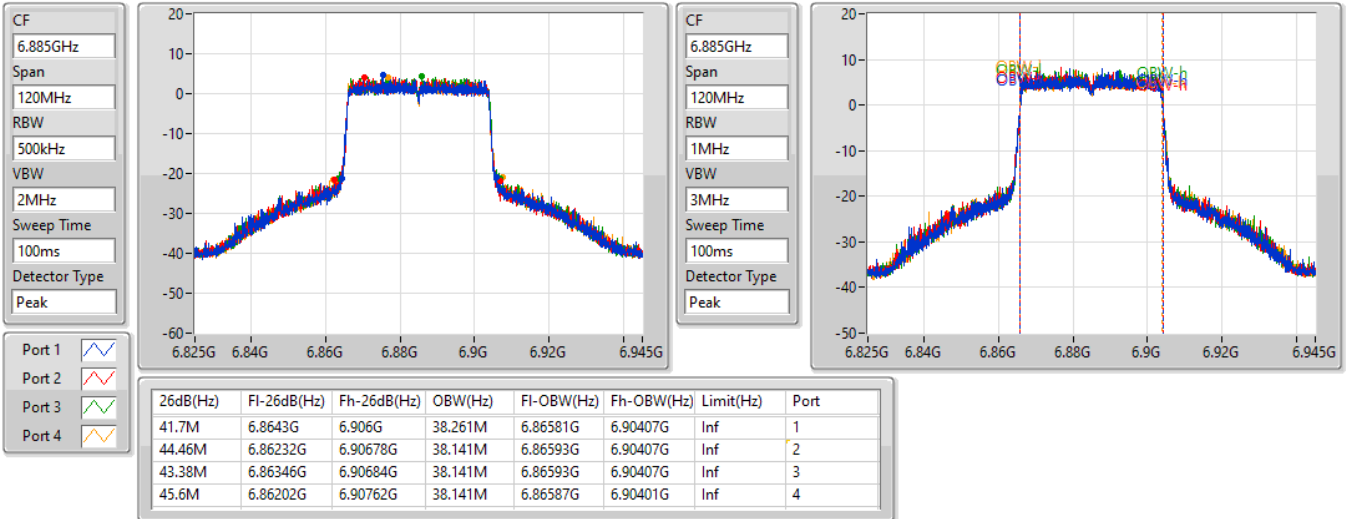 CF
6.885GHz
Span
120MHz
RBW
500kHz
VBW
2MHz
Sweep Time
100ms
Detector Type
Peak
20
10
0
-10
-20
-30
-40
-50
-60
6.825G 6.84G 6.86G 6.88G 6.9G 6.92G 6.945G
CF
6.885GHz
Span
120MHz
RBW
1MHz
VBW
3MHz
Sweep Time
100ms
Detector Type
Peak
20
10
0
-10
-20
-30
-40
-50
OBW-h
6.825G 6.84G 6.86G 6.88G 6.9G 6.92G 6.945G
Port 1
Port 2
Port 3
Port 4
26dB(Hz) Fl-26dB(Hz) Fh-26dB(Hz) OBW(Hz) Fl-OBW(Hz) Fh-OBW(Hz) Limit(Hz) Port
41.7M 6.8643G 6.906G 38.261M 6.86581G 6.90407G Inf 1
44.46M 6.86232G 6.90678G 38.141M 6.86593G 6.90407G Inf 2
43.38M 6.86346G 6.90684G 38.141M 6.86593G 6.90407G Inf 3
45.6M 6.86202G 6.90762G 38.141M 6.86587G 6.90401G Inf 4